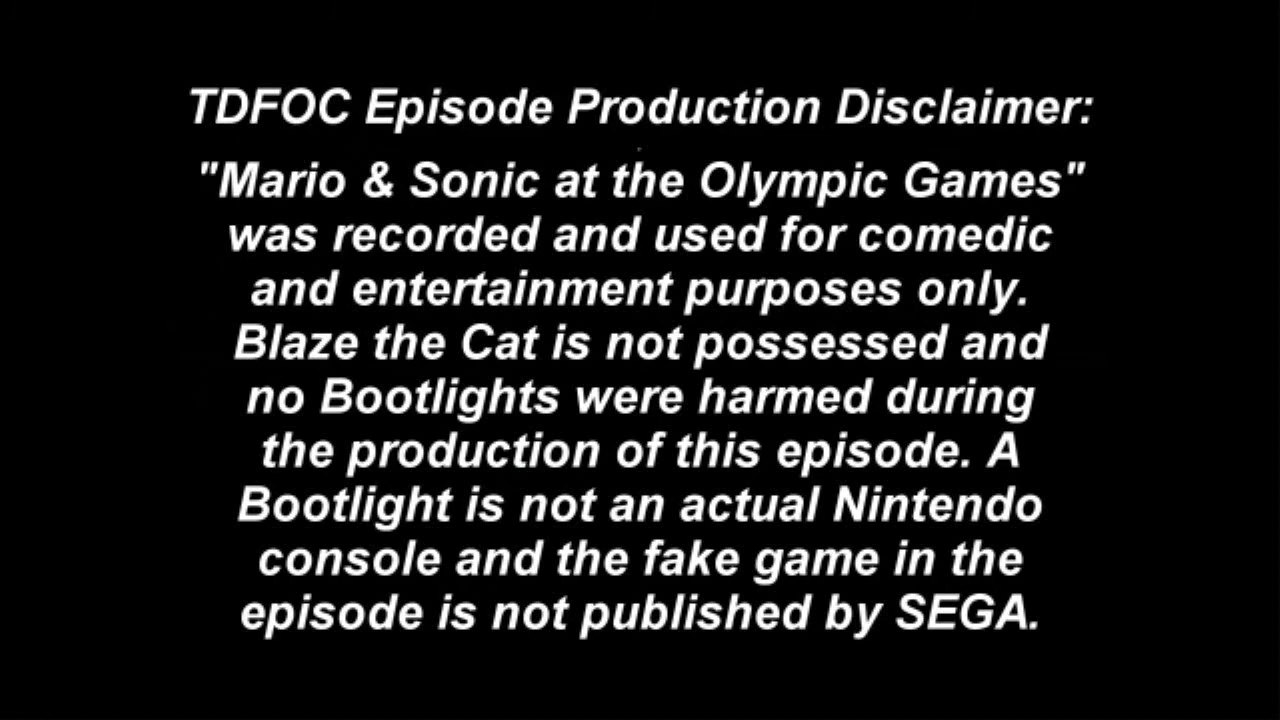 TDFOC Episode Production Disclaimer:
"Mario & Sonic at the Olympic Games"
was recorded and used for comedic
and entertainment purposes only.
Blaze the Cat is not possessed and
no Bootlights were harmed during
the production of this episode. A
Bootlight is not an actual Nintendo
console and the fake game in the
episode is not published by SEGA.